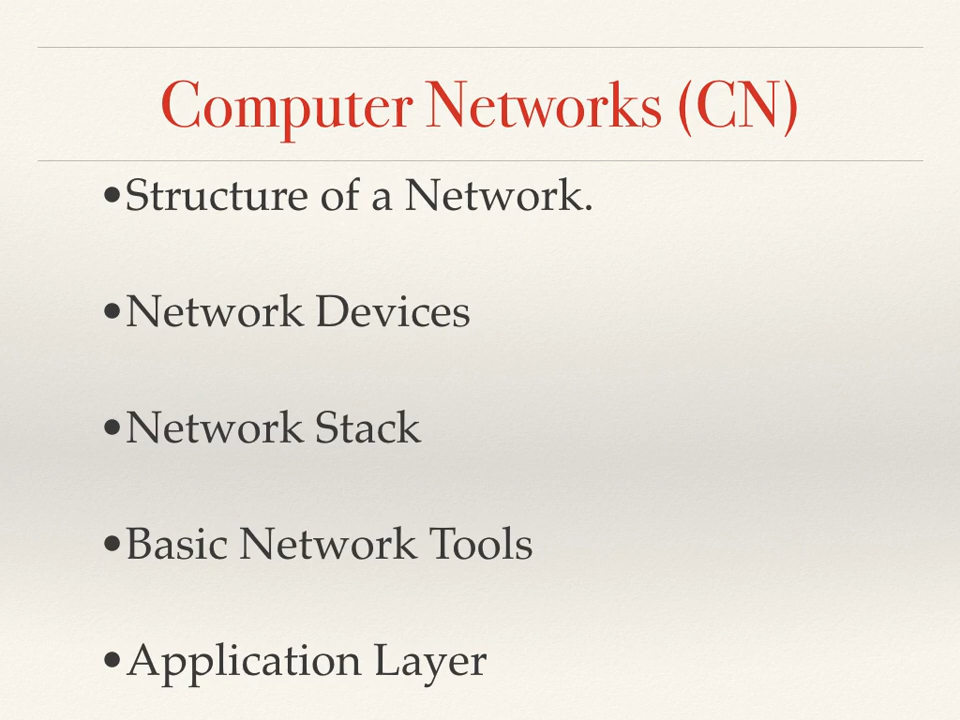 Computer Networks (CN)
•Structure of a Network.
•Network Devices
•Network Stack
•Basic Network Tools
•Application Layer